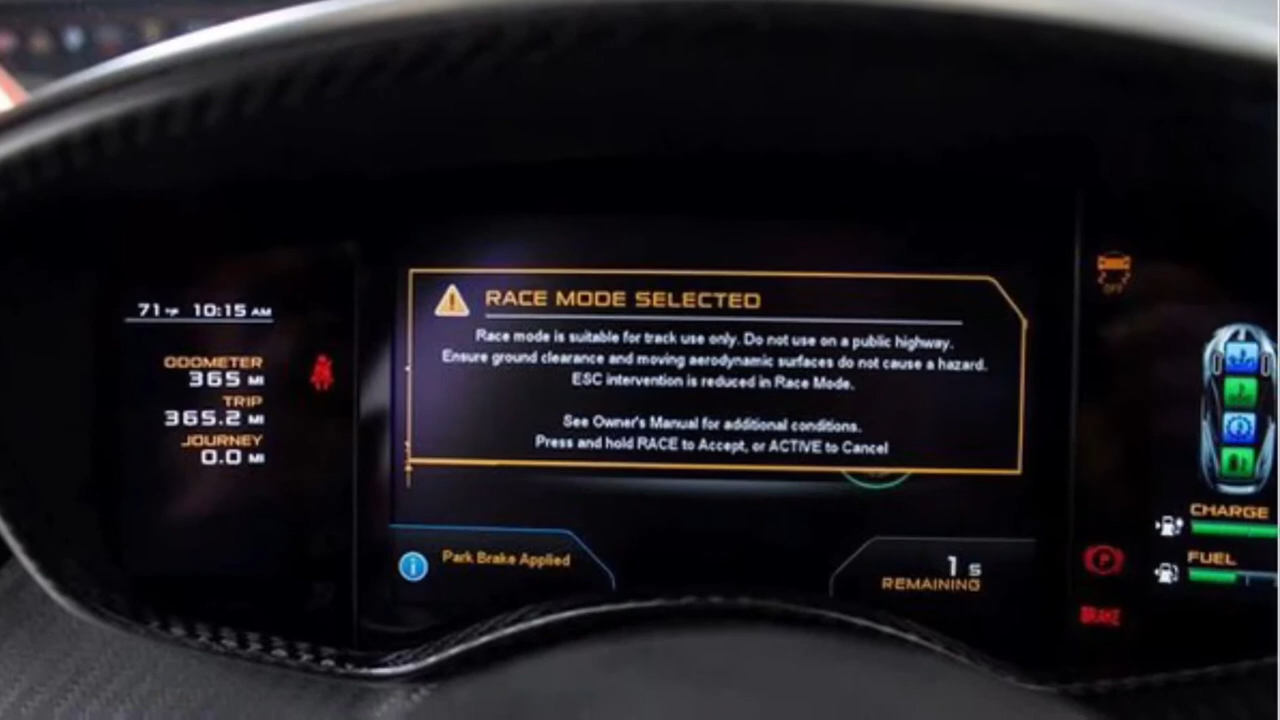 71 °F 10:15 AM
ODOMETER
365 MI
TRIP
365.2 MI
JOURNEY
0.0 MI
RACE MODE SELECTED
Race mode is suitable for track use only. Do not use on a public highway.
Ensure ground clearance and moving aerodynamic surfaces do not cause a hazard.
ESC intervention is reduced in Race Mode.
See Owner's Manual for additional conditions.
Press and hold RACE to Accept, or ACTIVE to Cancel
Park Brake Applied
1 s
REMAINING
OFF
CHARGE
FUEL
P
BRAKE